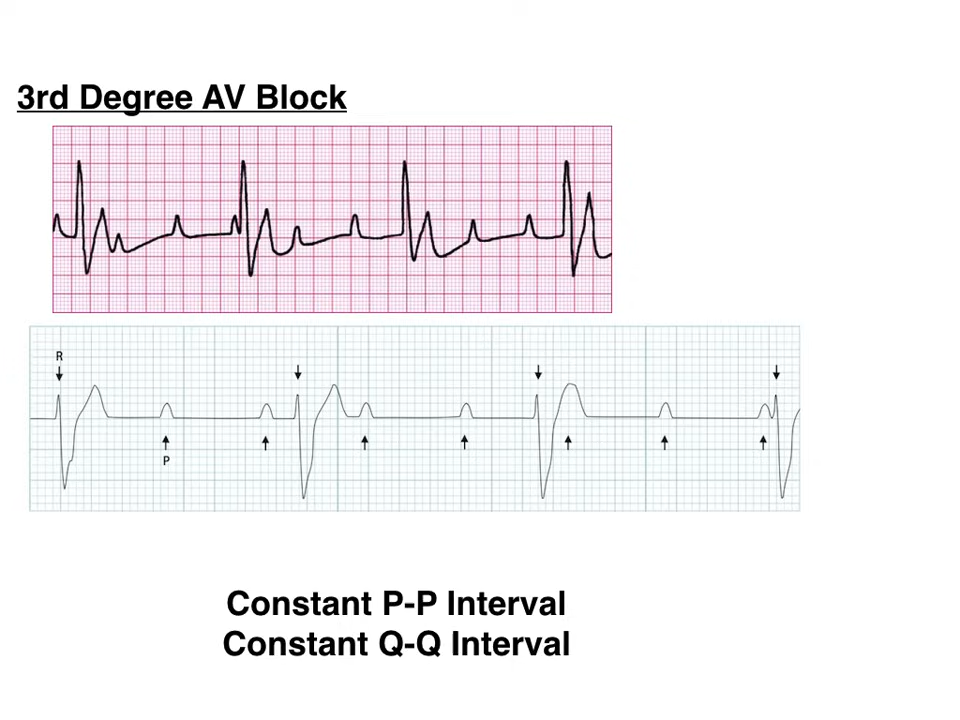 3rd Degree AV Block
R
P
Constant P-P Interval
Constant Q-Q Interval